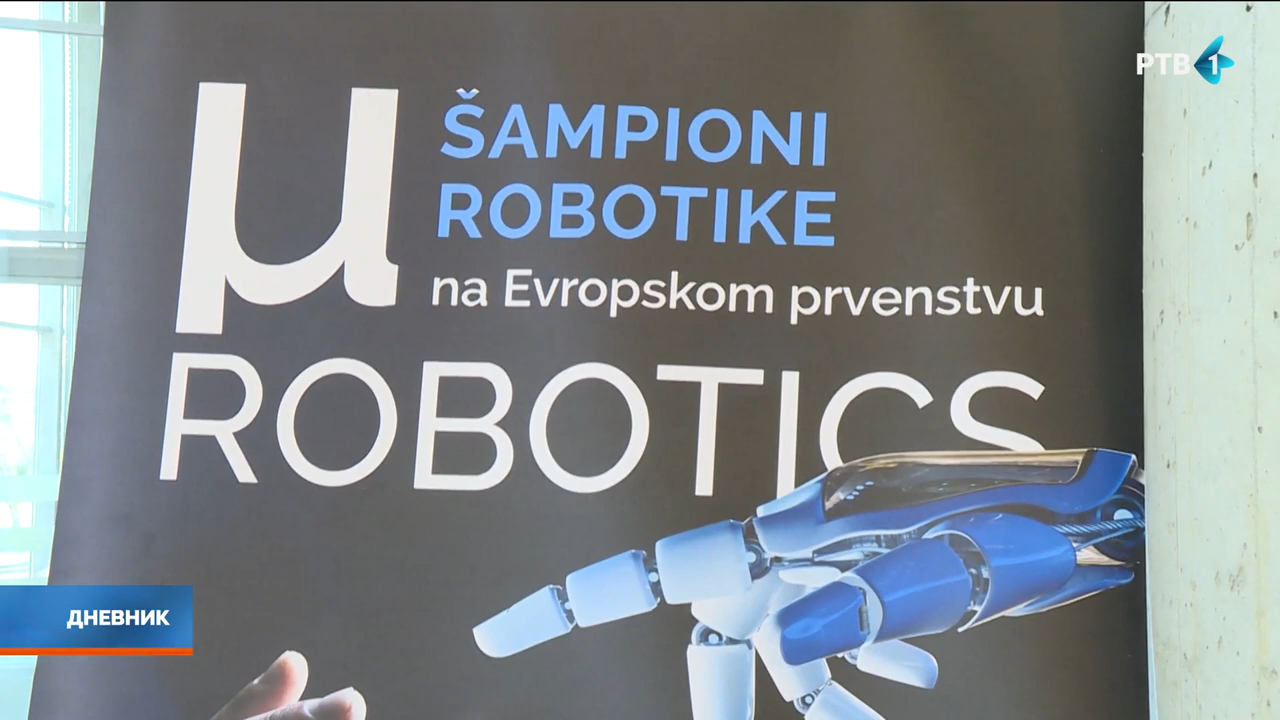 РТВ 1
µ
ŠAMPIONI
ROBOTIKE
na Evropskom prvenstvu
ROBOTICS
ДНЕВНИК